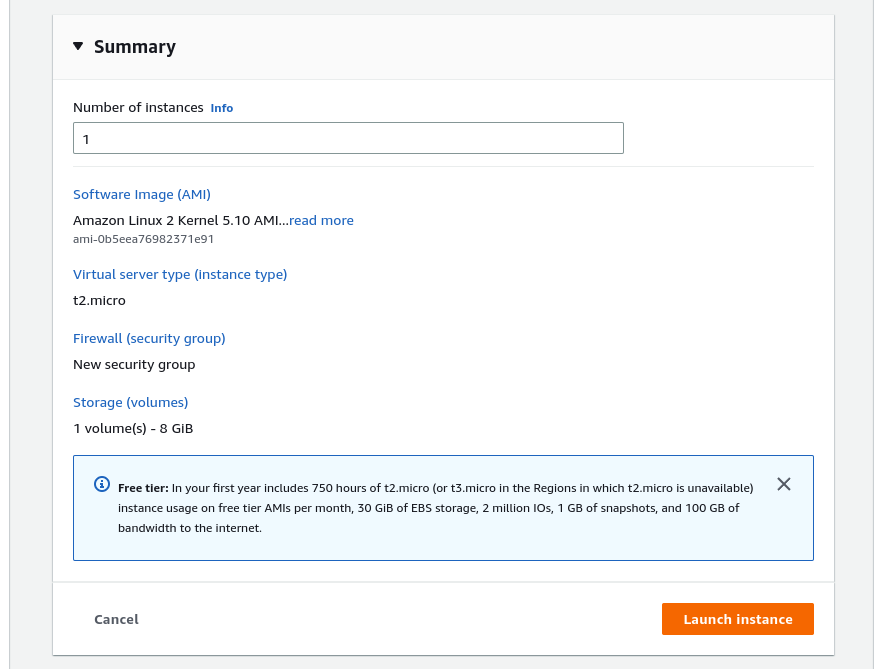 Summary
Number of instances Info
1
Software Image (AMI)
Amazon Linux 2 Kernel 5.10 AMI...read more
ami-0b5eea76982371e91
Virtual server type (instance type)
t2.micro
Firewall (security group)
New security group
Storage (volumes)
1 volume(s) - 8 GiB
Free tier: In your first year includes 750 hours of t2.micro (or t3.micro in the Regions in which t2.micro is unavailable)
instance usage on free tier AMIs per month, 30 GiB of EBS storage, 2 million IOs, 1 GB of snapshots, and 100 GB of
bandwidth to the internet.
Cancel
Launch instance